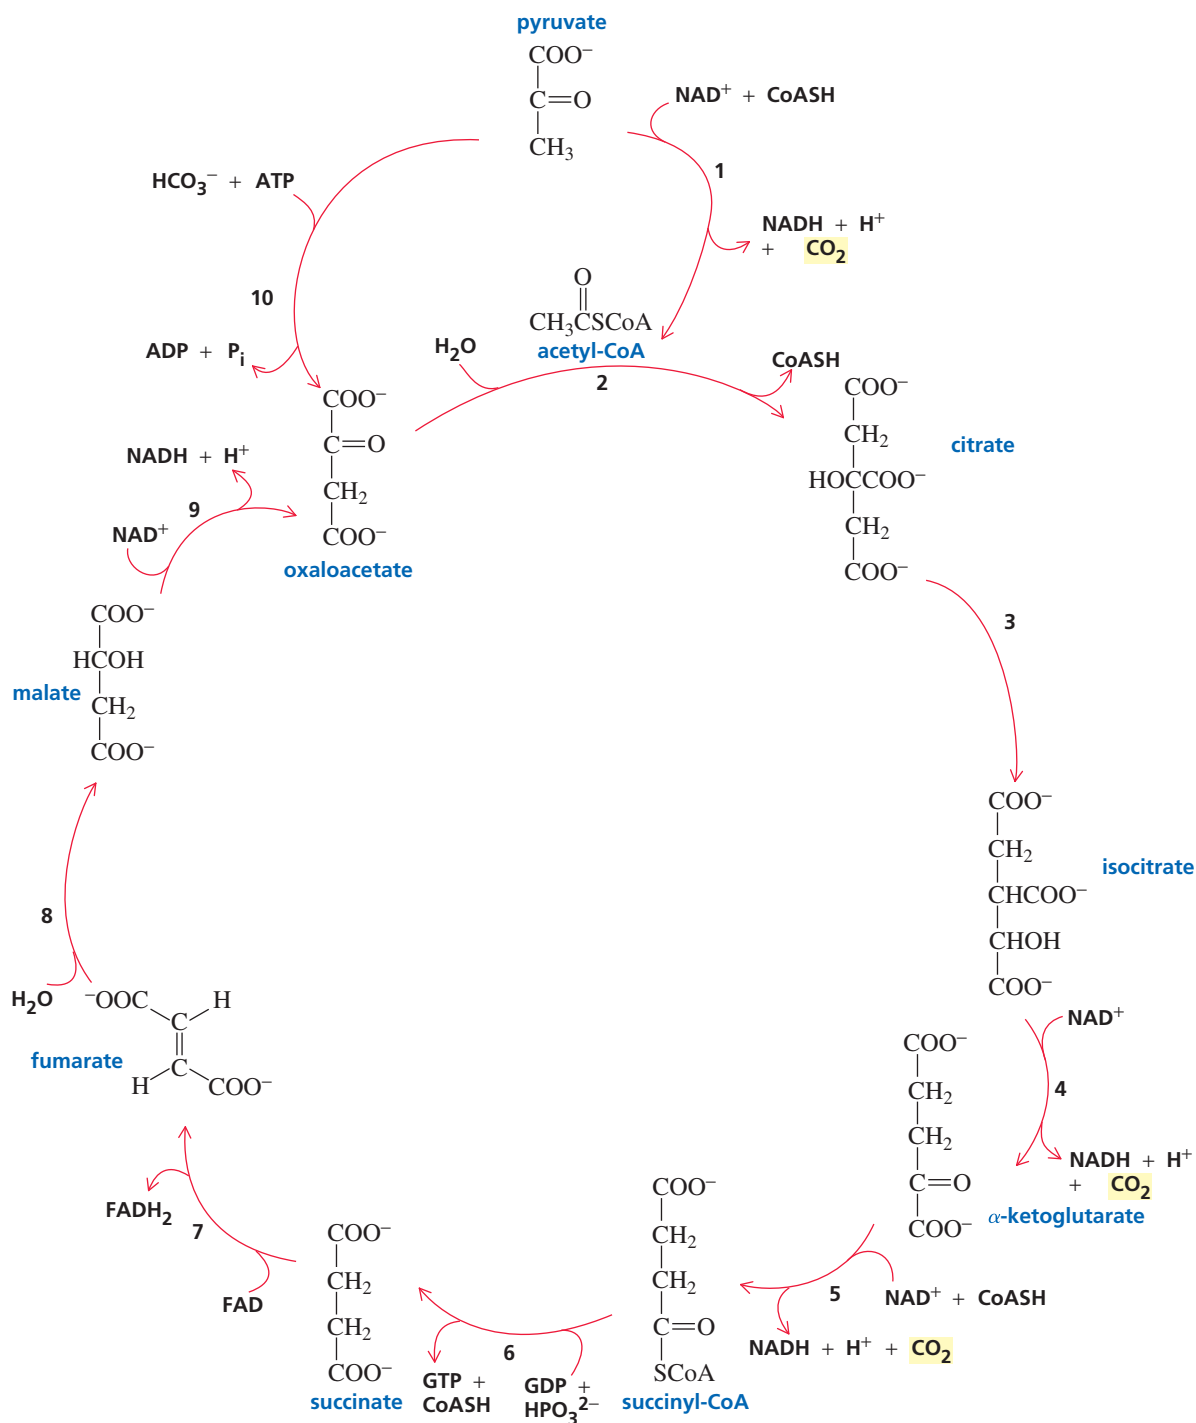 pyruvate
COO⁻
C=O
CH₃
NAD⁺ + CoASH
1
NADH + H⁺
+ CO₂
HCO₃⁻ + ATP
10
ADP + Pᵢ
O
CH₃CSCoA
acetyl-CoA
H₂O
2
CoASH
COO⁻
C=O
CH₂
COO⁻
oxaloacetate
COO⁻
CH₂
HOCCOO⁻
CH₂
COO⁻
citrate
NADH + H⁺
9
NAD⁺
3
COO⁻
HCOH
CH₂
COO⁻
malate
COO⁻
CH₂
CHCOO⁻
CHOH
COO⁻
isocitrate
8
H₂O
⁻OOC
H
C
C
H
COO⁻
fumarate
NAD⁺
4
NADH + H⁺
+ CO₂
COO⁻
CH₂
CH₂
C=O
COO⁻
α-ketoglutarate
5
NAD⁺ + CoASH
NADH + H⁺ + CO₂
COO⁻
CH₂
CH₂
C=O
SCoA
succinyl-CoA
6
GDP +
HPO₃²⁻
GTP +
CoASH
COO⁻
CH₂
CH₂
COO⁻
succinate
7
FADH₂
FAD